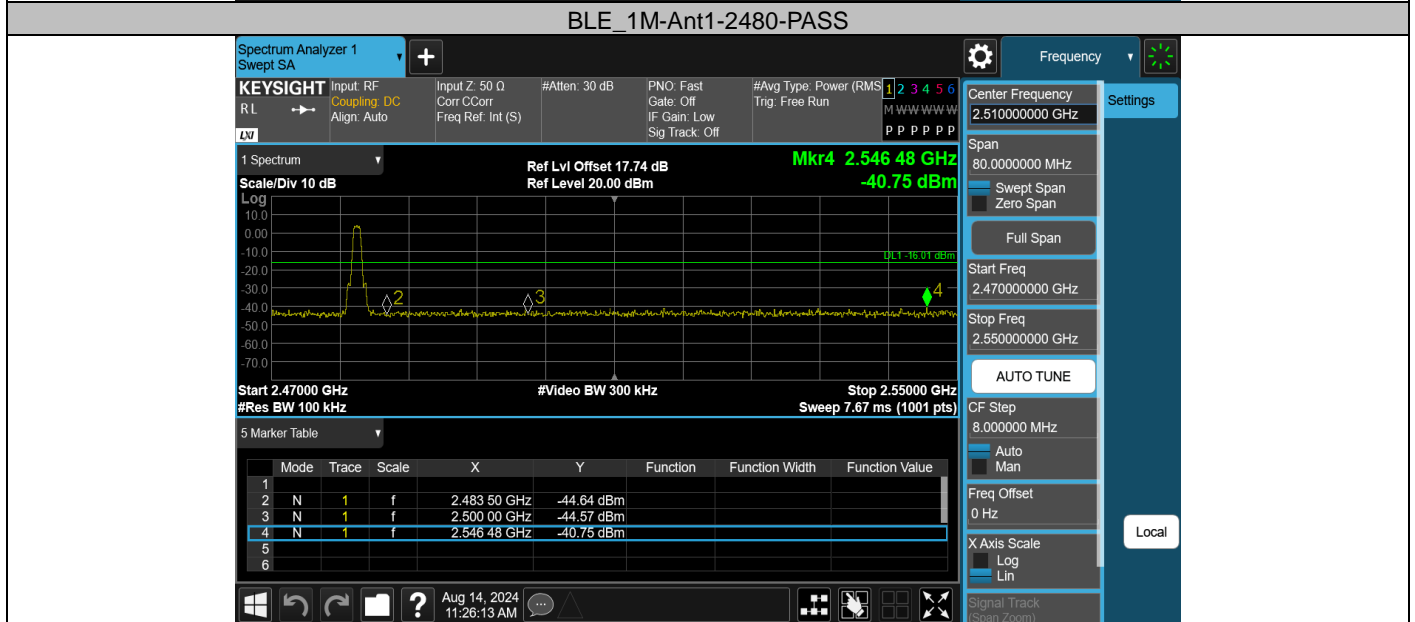 BLE_1M-Ant1-2480-PASS
Spectrum Analyzer 1
Swept SA
+
Frequency
KEYSIGHT
RL
LXI
Input: RF
Coupling: DC
Align: Auto
Input Z: 50 Ω
Corr CCorr
Freq Ref: Int (S)
#Atten: 30 dB
PNO: Fast
Gate: Off
IF Gain: Low
Sig Track: Off
#Avg Type: Power (RMS
Trig: Free Run
1 2 3 4 5 6
M W W W W W
P P P P P P
1 Spectrum
Scale/Div 10 dB
Ref Lvl Offset 17.74 dB
Ref Level 20.00 dBm
Mkr4 2.546 48 GHz
-40.75 dBm
Log
10.0
0.00
-10.0
-20.0
-30.0
-40.0
-50.0
-60.0
-70.0
DL1 -16.01 dBm
2
3
4
Start 2.47000 GHz
#Res BW 100 kHz
#Video BW 300 kHz
Stop 2.55000 GHz
Sweep 7.67 ms (1001 pts)
5 Marker Table
Mode Trace Scale X Y Function Function Width Function Value
1
2 N 1 f 2.483 50 GHz -44.64 dBm
3 N 1 f 2.500 00 GHz -44.57 dBm
4 N 1 f 2.546 48 GHz -40.75 dBm
5
6
?
Aug 14, 2024
11:26:13 AM
Center Frequency
2.510000000 GHz
Settings
Span
80.0000000 MHz
Swept Span
Zero Span
Full Span
Start Freq
2.470000000 GHz
Stop Freq
2.550000000 GHz
AUTO TUNE
CF Step
8.000000 MHz
Auto
Man
Freq Offset
0 Hz
Local
X Axis Scale
Log
Lin
Signal Track
(Span Zoom)